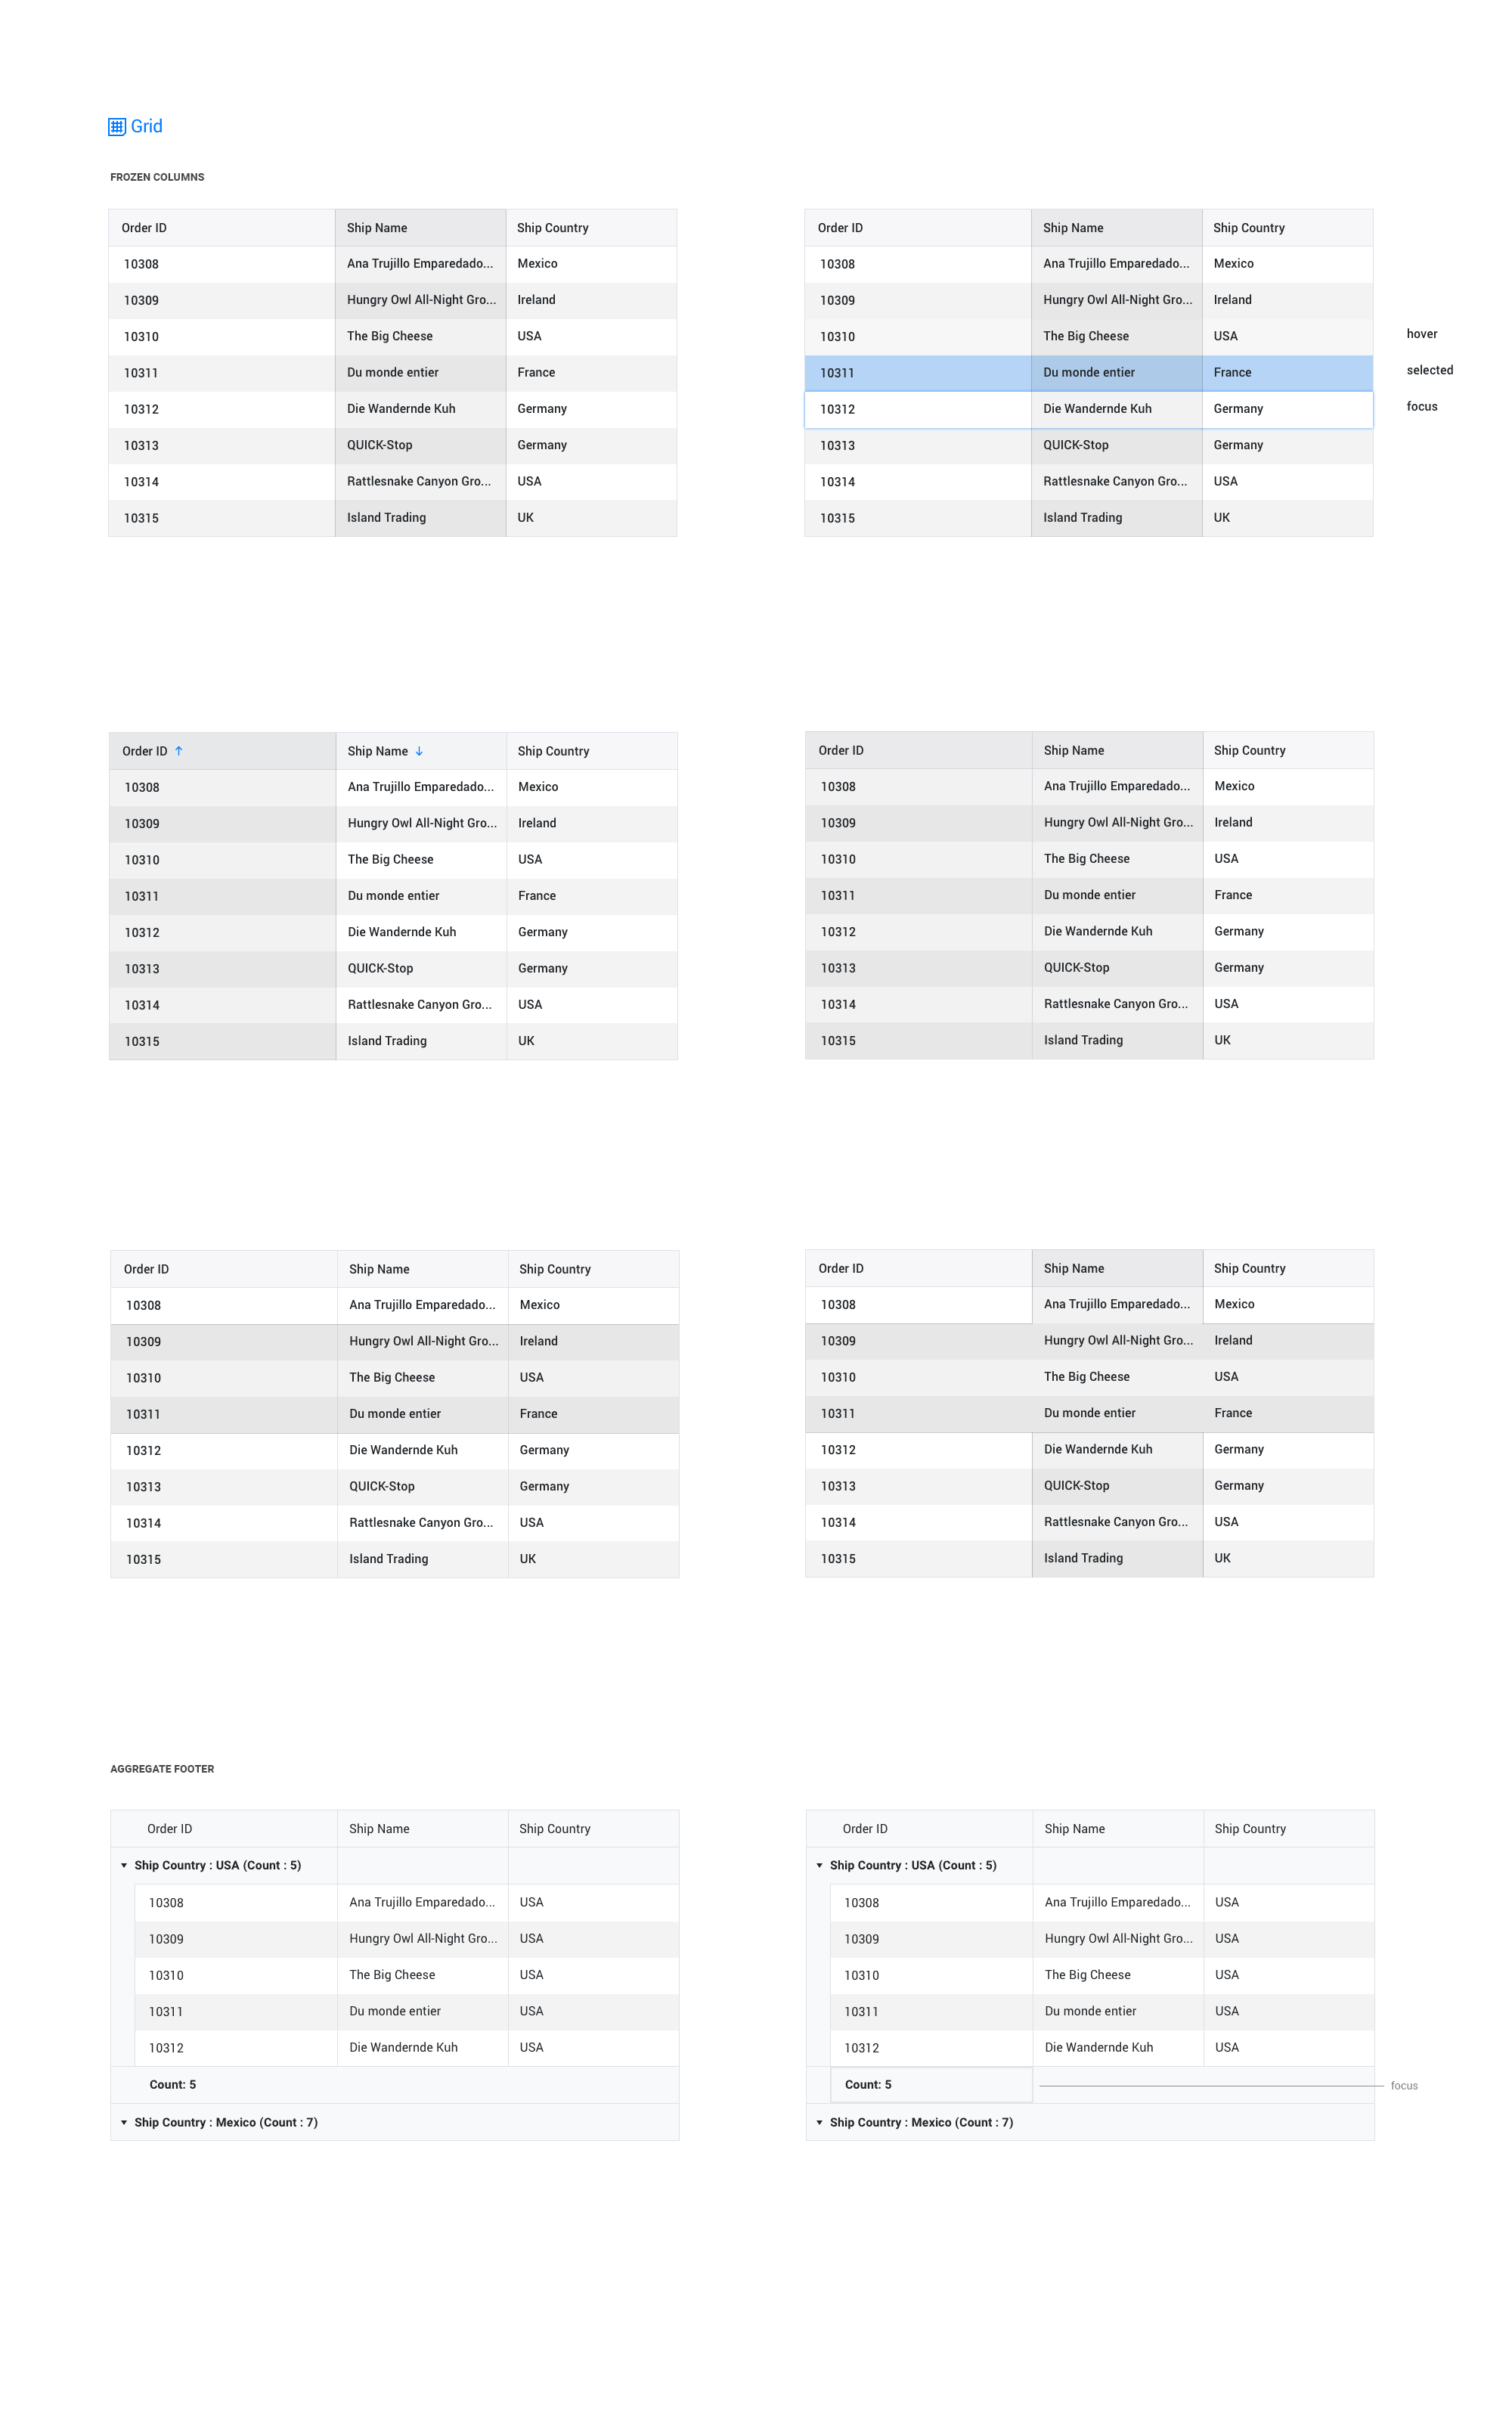 Grid
FROZEN COLUMNS
Order ID Ship Name Ship Country
10308 Ana Trujillo Emparedado... Mexico
10309 Hungry Owl All-Night Gro... Ireland
10310 The Big Cheese USA
10311 Du monde entier France
10312 Die Wandernde Kuh Germany
10313 QUICK-Stop Germany
10314 Rattlesnake Canyon Gro... USA
10315 Island Trading UK
Order ID Ship Name Ship Country
10308 Ana Trujillo Emparedado... Mexico
10309 Hungry Owl All-Night Gro... Ireland
10310 The Big Cheese USA hover
10311 Du monde entier France selected
10312 Die Wandernde Kuh Germany focus
10313 QUICK-Stop Germany
10314 Rattlesnake Canyon Gro... USA
10315 Island Trading UK
Order ID ↑ Ship Name ↓ Ship Country
10308 Ana Trujillo Emparedado... Mexico
10309 Hungry Owl All-Night Gro... Ireland
10310 The Big Cheese USA
10311 Du monde entier France
10312 Die Wandernde Kuh Germany
10313 QUICK-Stop Germany
10314 Rattlesnake Canyon Gro... USA
10315 Island Trading UK
Order ID Ship Name Ship Country
10308 Ana Trujillo Emparedado... Mexico
10309 Hungry Owl All-Night Gro... Ireland
10310 The Big Cheese USA
10311 Du monde entier France
10312 Die Wandernde Kuh Germany
10313 QUICK-Stop Germany
10314 Rattlesnake Canyon Gro... USA
10315 Island Trading UK
Order ID Ship Name Ship Country
10308 Ana Trujillo Emparedado... Mexico
10309 Hungry Owl All-Night Gro... Ireland
10310 The Big Cheese USA
10311 Du monde entier France
10312 Die Wandernde Kuh Germany
10313 QUICK-Stop Germany
10314 Rattlesnake Canyon Gro... USA
10315 Island Trading UK
Order ID Ship Name Ship Country
10308 Ana Trujillo Emparedado... Mexico
10309 Hungry Owl All-Night Gro... Ireland
10310 The Big Cheese USA
10311 Du monde entier France
10312 Die Wandernde Kuh Germany
10313 QUICK-Stop Germany
10314 Rattlesnake Canyon Gro... USA
10315 Island Trading UK
AGGREGATE FOOTER
Order ID Ship Name Ship Country
Ship Country : USA (Count : 5)
10308 Ana Trujillo Emparedado... USA
10309 Hungry Owl All-Night Gro... USA
10310 The Big Cheese USA
10311 Du monde entier USA
10312 Die Wandernde Kuh USA
Count: 5
Ship Country : Mexico (Count : 7)
Order ID Ship Name Ship Country
Ship Country : USA (Count : 5)
10308 Ana Trujillo Emparedado... USA
10309 Hungry Owl All-Night Gro... USA
10310 The Big Cheese USA
10311 Du monde entier USA
10312 Die Wandernde Kuh USA
Count: 5 focus
Ship Country : Mexico (Count : 7)